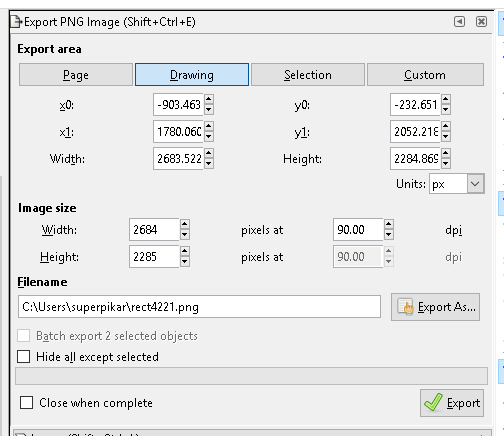 Export PNG Image (Shift+Ctrl+E)
Export area
Page Drawing Selection Custom
x0: -903.463 y0: -232.651
x1: 1780.060 y1: 2052.218
Width: 2683.522 Height: 2284.869
Units: px
Image size
Width: 2684 pixels at 90.00 dpi
Height: 2285 pixels at 90.00 dpi
Filename
C:\Users\superpikar\rect4221.png Export As...
Batch export 2 selected objects
Hide all except selected
Close when complete Export